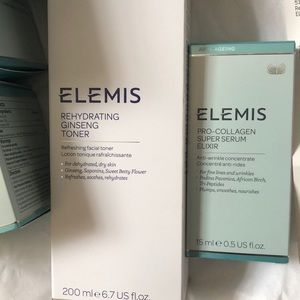 ELEMIS
REHYDRATING
GINSENG
TONER
Refreshing facial toner
Lotion tonique rafraîchissante
• For dehydrated, dry skin
• Ginseng, Saponins, Sweet Betty Flower
• Refreshes, soothes, rehydrates
200 ml e 6.7 US fl.oz.
ELEMIS
PRO-COLLAGEN
SUPER SERUM
ELIXIR
Anti-wrinkle concentrate
Concentré anti-rides
• For fine lines and wrinkles
• Padina Pavonica, African Birch,
Tri-Peptides
• Plumps, smoothes, nourishes
15 ml e 0.5 US fl.oz.